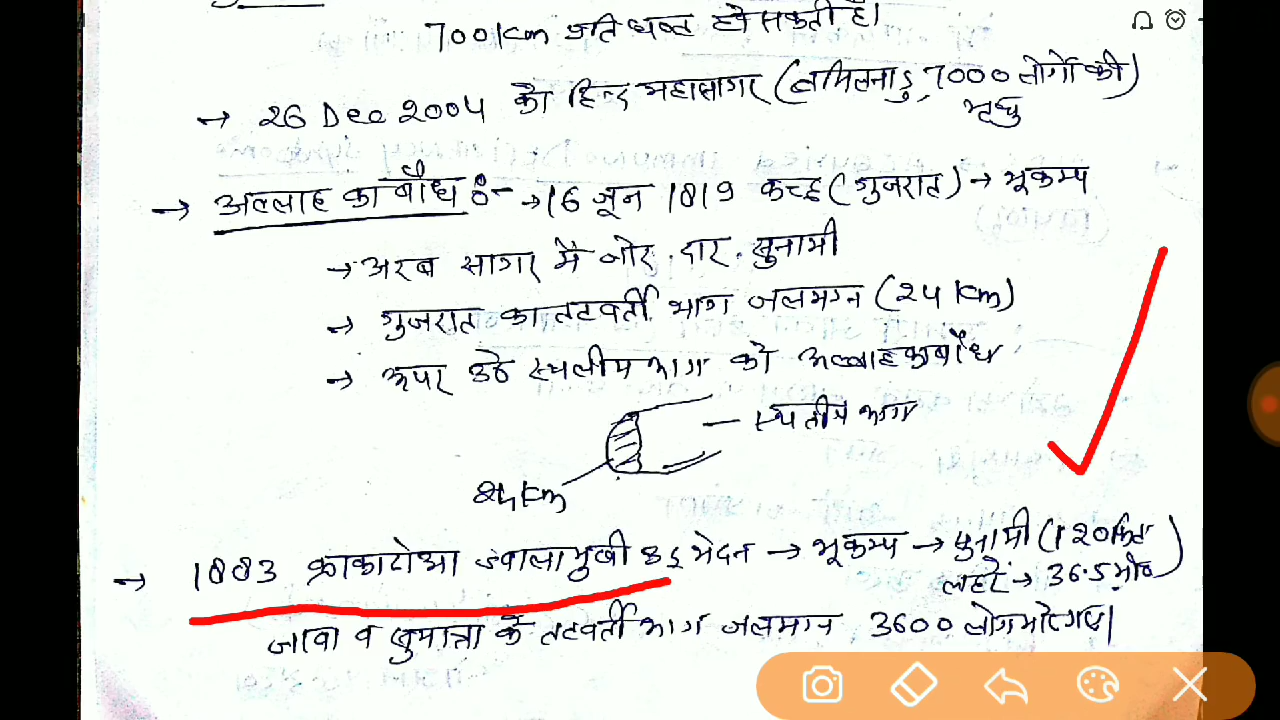 700 km प्रति घण्टा हो सकती है।
→ 26 Dec 2004 को हिन्द महासागर (तमिलनाडु, 7000 लोगों की) मृत्यु
→ अल्लाह का बाँध :- → 16 जून 1819 कच्छ (गुजरात) → भूकम्प
→ अरब सागर में जोर.दार.सुनामी
→ गुजरात का तटवर्ती भाग जलमग्न (24 km)
→ ऊपर उठे स्थलीय भाग को अल्लाह का बाँध
स्थलीय भाग
24 km
→ 1883 क्राकाटोआ ज्वालामुखी उद्भेदन → भूकम्प → सुनामी (120 फिट
लहरें → 36.5 मी०)
जावा व सुमात्रा के तटवर्ती भाग जलमग्न 3600 लोग मारे गए।